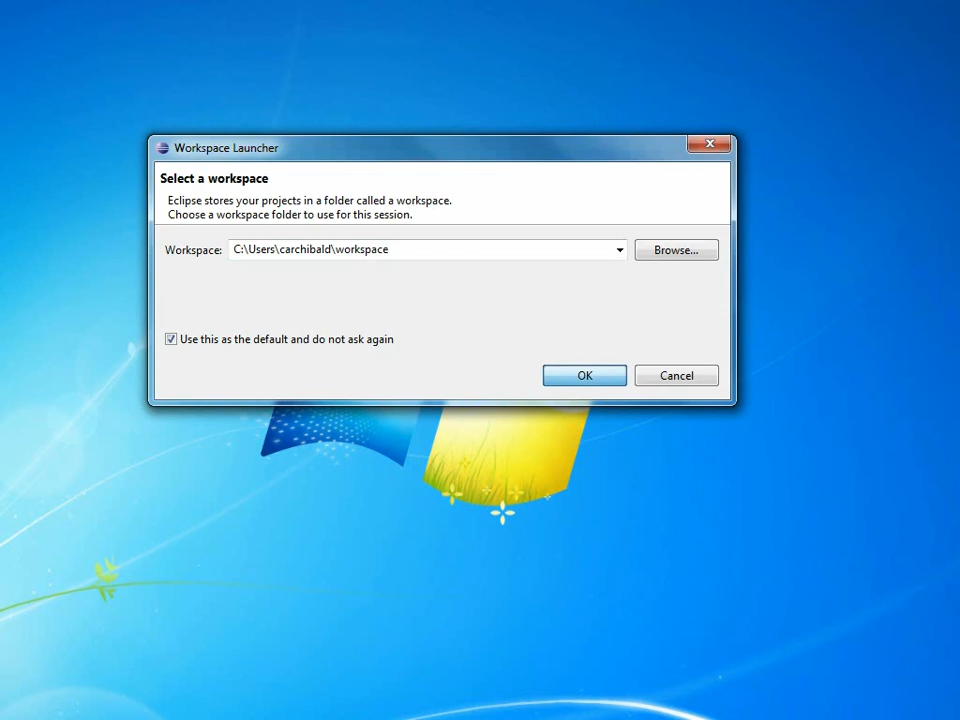 Workspace Launcher
Select a workspace
Eclipse stores your projects in a folder called a workspace.
Choose a workspace folder to use for this session.
Workspace: C:\Users\carchibald\workspace Browse...
Use this as the default and do not ask again
OK Cancel